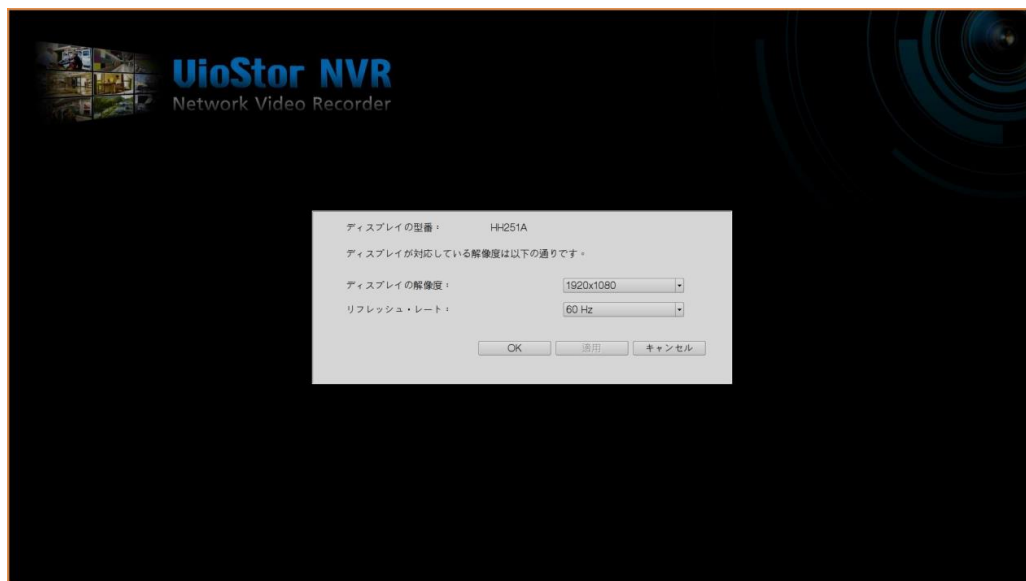 VioStor NVR
Network Video Recorder
ディスプレイの型番： HH251A
ディスプレイが対応している解像度は以下の通りです。
ディスプレイの解像度： 1920x1080
リフレッシュ・レート： 60 Hz
OK 適用 キャンセル